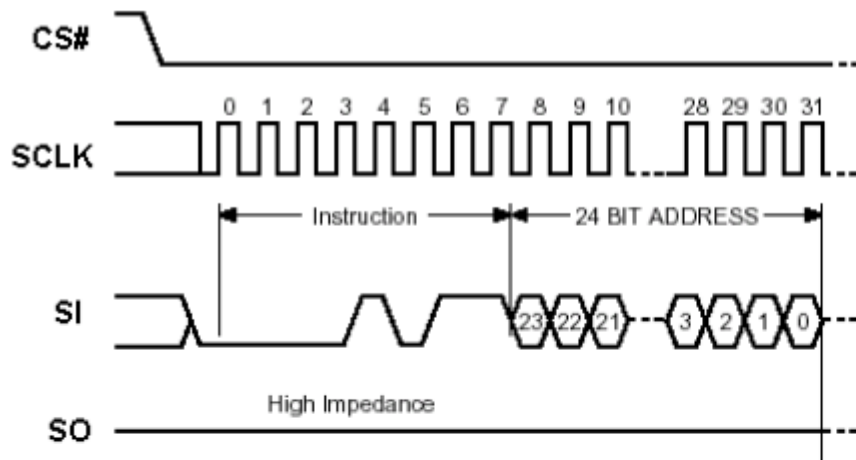 CS#
0 1 2 3 4 5 6 7 8 9 10 28 29 30 31
SCLK
Instruction 24 BIT ADDRESS
SI 23 22 21 3 2 1 0
High Impedance
SO